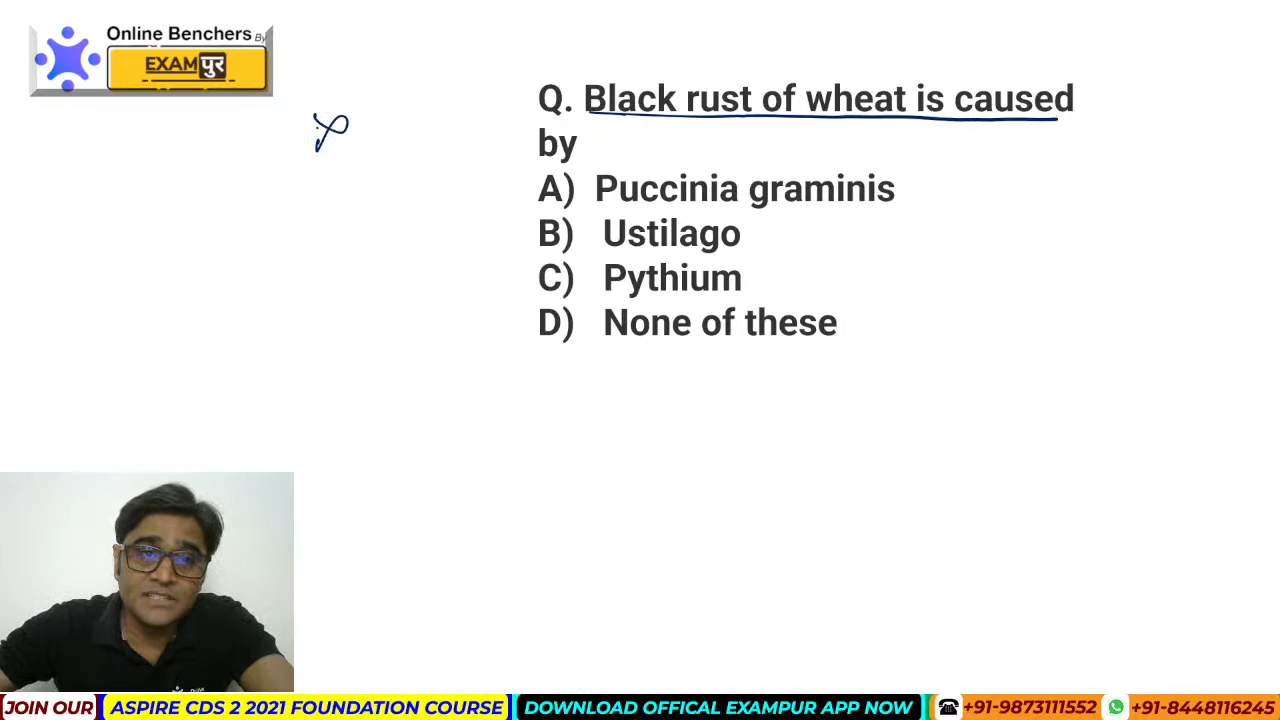 Online Benchers By
EXAMपुर
Q. Black rust of wheat is caused
by
A) Puccinia graminis
B) Ustilago
C) Pythium
D) None of these
JOIN OUR ASPIRE CDS 2 2021 FOUNDATION COURSE DOWNLOAD OFFICAL EXAMPUR APP NOW +91-9873111552 +91-8448116245